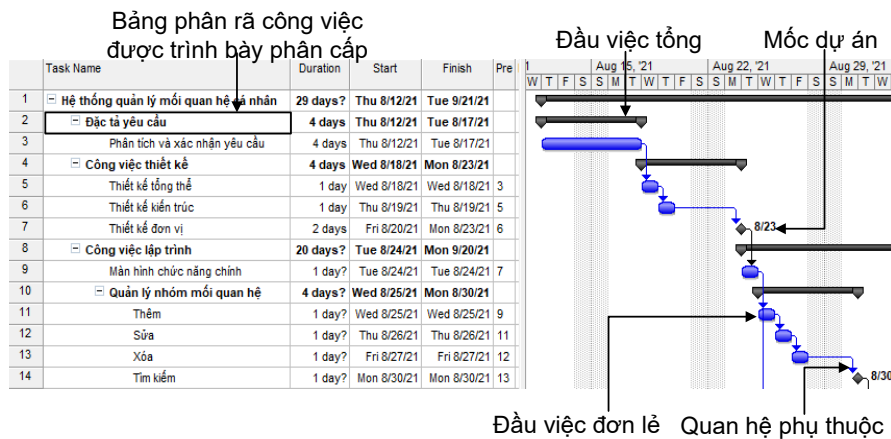 Bảng phân rã công việc
được trình bày phân cấp
Đầu việc tổng
Mốc dự án
Task Name Duration Start Finish Pre
1 Aug 15, '21 Aug 22, '21 Aug 29, '21
W T F S S M T W T F S S M T W T F S S M T W
1 Hệ thống quản lý mối quan hệ cá nhân 29 days? Thu 8/12/21 Tue 9/21/21
2 Đặc tả yêu cầu 4 days Thu 8/12/21 Tue 8/17/21
3 Phân tích và xác nhận yêu cầu 4 days Thu 8/12/21 Tue 8/17/21
4 Công việc thiết kế 4 days Wed 8/18/21 Mon 8/23/21
5 Thiết kế tổng thể 1 day Wed 8/18/21 Wed 8/18/21 3
6 Thiết kế kiến trúc 1 day Thu 8/19/21 Thu 8/19/21 5
7 Thiết kế đơn vị 2 days Fri 8/20/21 Mon 8/23/21 6 8/23
8 Công việc lập trình 20 days? Tue 8/24/21 Mon 9/20/21
9 Màn hình chức năng chính 1 day? Tue 8/24/21 Tue 8/24/21 7
10 Quản lý nhóm mối quan hệ 4 days? Wed 8/25/21 Mon 8/30/21
11 Thêm 1 day? Wed 8/25/21 Wed 8/25/21 9
12 Sửa 1 day? Thu 8/26/21 Thu 8/26/21 11
13 Xóa 1 day? Fri 8/27/21 Fri 8/27/21 12
14 Tìm kiếm 1 day? Mon 8/30/21 Mon 8/30/21 13 8/30
Đầu việc đơn lẻ
Quan hệ phụ thuộc